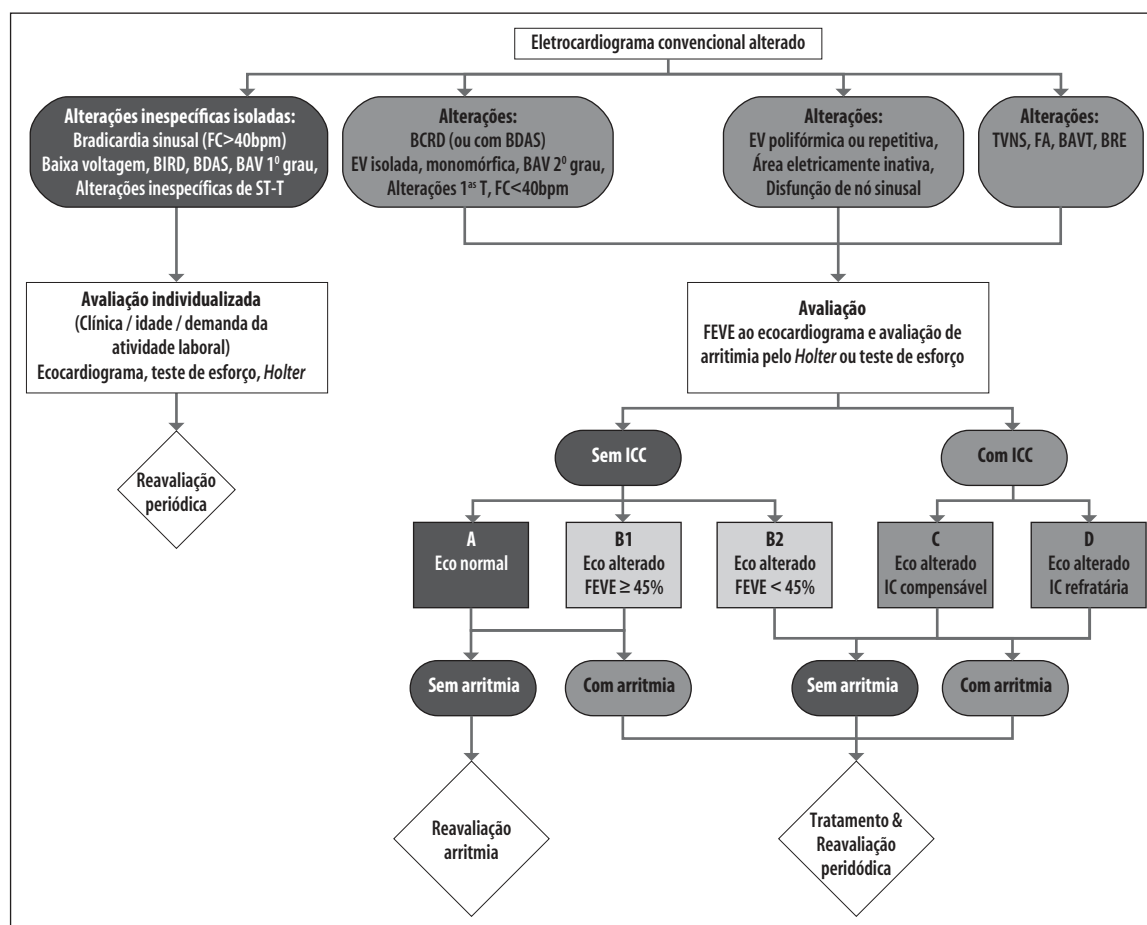 Eletrocardiograma convencional alterado
Alterações inespecíficas isoladas:
Bradicardia sinusal (FC>40bpm)
Baixa voltagem, BIRD, BDAS, BAV 1⁰ grau,
Alterações inespecíficas de ST-T
Alterações:
BCRD (ou com BDAS)
EV isolada, monomórfica, BAV 2⁰ grau,
Alterações 1ªˢ T, FC<40bpm
Alterações:
EV polifórmica ou repetitiva,
Área eletricamente inativa,
Disfunção de nó sinusal
Alterações:
TVNS, FA, BAVT, BRE
Avaliação individualizada
(Clínica / idade / demanda da
atividade laboral)
Ecocardiograma, teste de esforço, Holter
Avaliação
FEVE ao ecocardiograma e avaliação de
arritimia pelo Holter ou teste de esforço
Reavaliação
periódica
Sem ICC
Com ICC
A
Eco normal
B1
Eco alterado
FEVE ≥ 45%
B2
Eco alterado
FEVE < 45%
C
Eco alterado
IC compensável
D
Eco alterado
IC refratária
Sem arritmia
Com arritmia
Sem arritmia
Com arritmia
Reavaliação
arritmia
Tratamento &
Reavaliação
peridódica